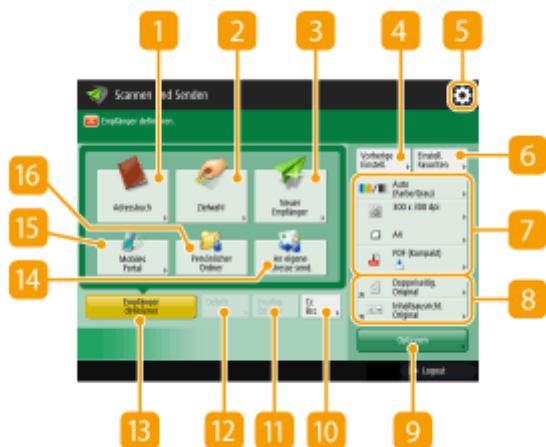 1
2
3
4
5
Scannen und Senden
Empfänger definieren.
6
Vorherige
Einstell.
Einstell.
Favoriten
16
Adressbuch
Zielwahl
Neuer
Empfänger
Auto
(Farbe/Grau)
300 x 300 dpi
7
15
A4
Mobiles
Portal
Persönlicher
Ordner
An eigene
Adresse send.
PDF (Kompakt)
14
Empfänger
definieren
Details
Cc
Bcc
Doppelseitig.
Original
8
Inhaltsausricht.
Original
Optionen
Logout
13
12
11
10
9